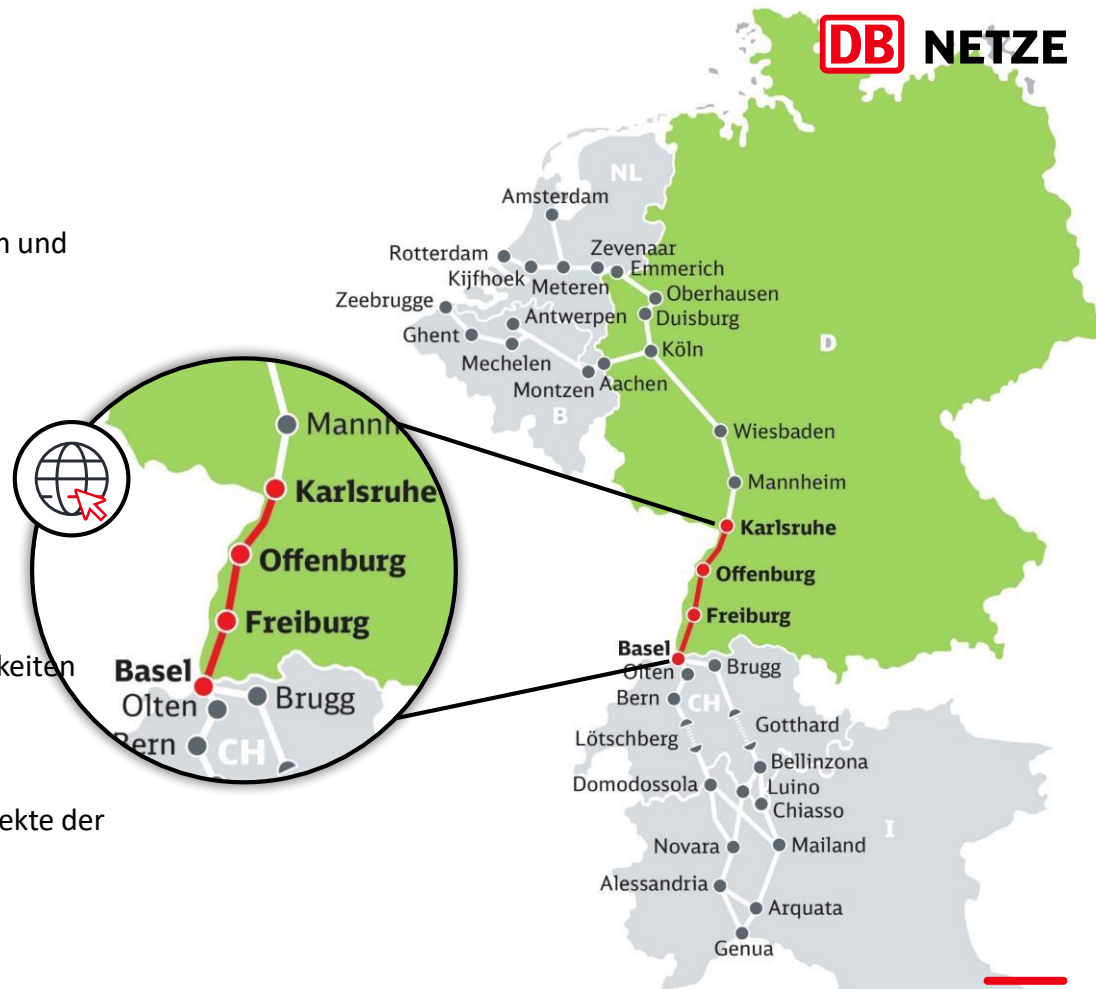 DB NETZE
n und
keiten
ekte der
NL
Amsterdam
Rotterdam
Zevenaar
Kijfhoek
Emmerich
Meteren
Oberhausen
Zeebrugge
Antwerpen
Duisburg
Ghent
D
Köln
Mechelen
Aachen
Montzen
B
Wiesbaden
Mannheim
Karlsruhe
Offenburg
Freiburg
Basel
Brugg
Olten
Bern
CH
Gotthard
Lötschberg
Bellinzona
Domodossola
Luino
Chiasso
I
Novara
Mailand
Alessandria
Arquata
Genua
Mannh
Karlsruhe
Offenburg
Freiburg
Basel
Olten
Brugg
Bern
CH